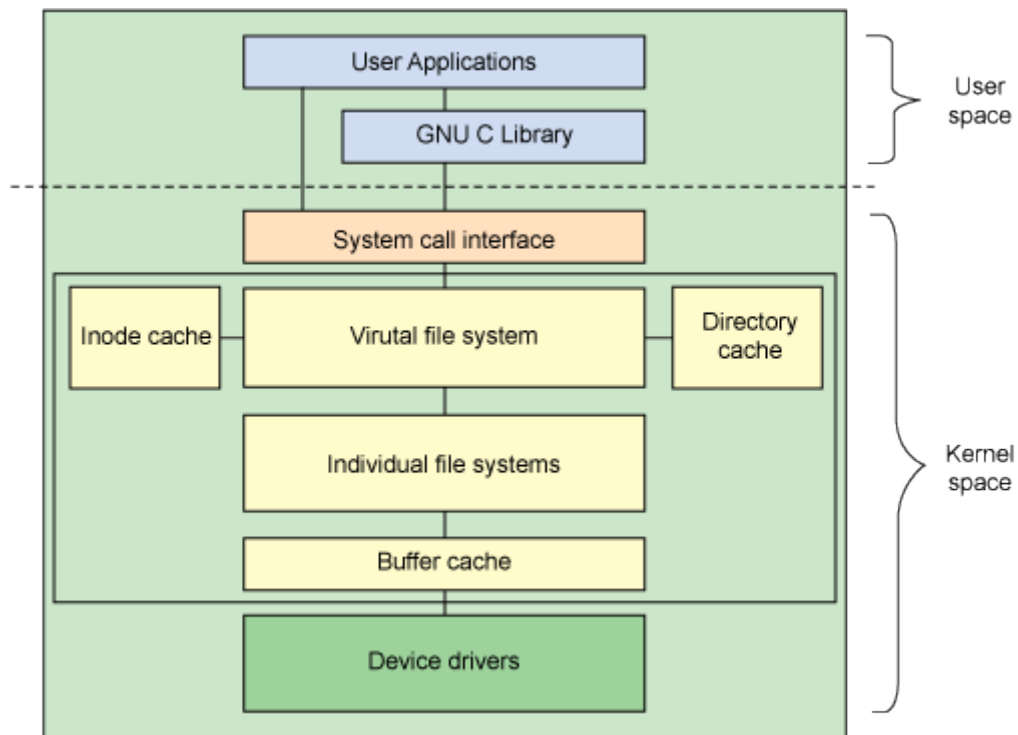 User Applications
User
space
GNU C Library
System call interface
Inode cache
Virutal file system
Directory
cache
Individual file systems
Kernel
space
Buffer cache
Device drivers